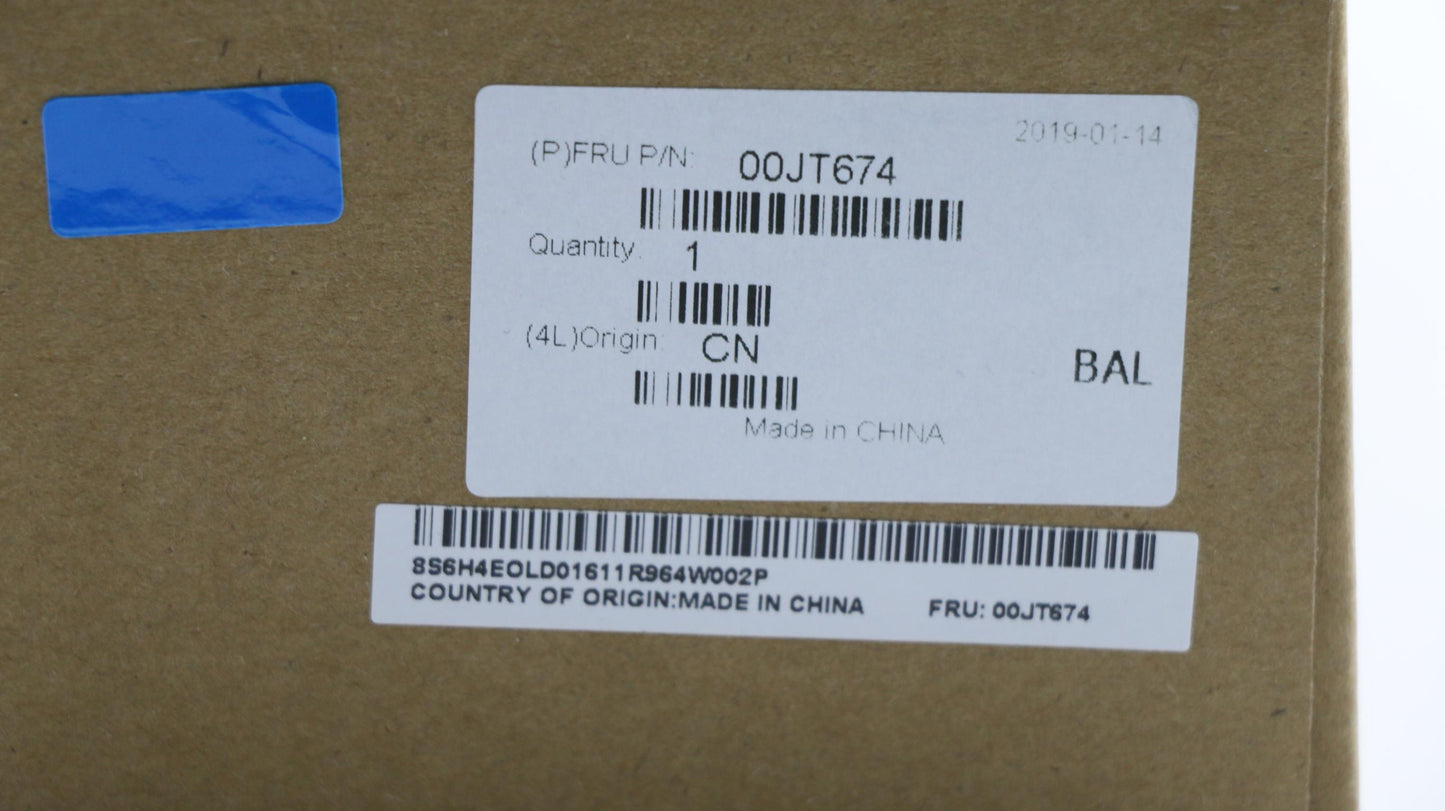 2019-01-14
(P)FRU P/N: 00JT674
Quantity: 1
(4L)Origin: CN
BAL
Made in CHINA
8S6H4EOLD01611R964W002P
COUNTRY OF ORIGIN:MADE IN CHINA FRU: 00JT674